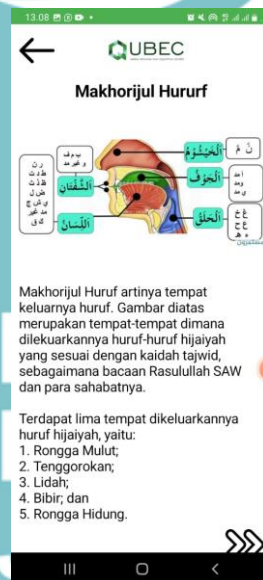 13.08
QUBEC
Makhorijul Hururf
الخيشوم
الجوف
الحلق
الشفتان
اللسان
Makhorijul Huruf artinya tempat
keluarnya huruf. Gambar diatas
merupakan tempat-tempat dimana
dilekuarkannya huruf-huruf hijaiyah
yang sesuai dengan kaidah tajwid,
sebagaimana bacaan Rasulullah SAW
dan para sahabatnya.
Terdapat lima tempat dikeluarkannya
huruf hijaiyah, yaitu:
1. Rongga Mulut;
2. Tenggorokan;
3. Lidah;
4. Bibir; dan
5. Rongga Hidung.